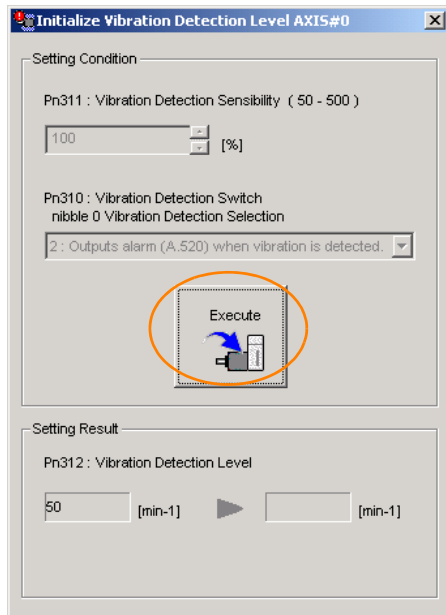 Initialize Vibration Detection Level AXIS#0
Setting Condition
Pn311 : Vibration Detection Sensibility ( 50 - 500 )
100
[%]
Pn310 : Vibration Detection Switch
nibble 0 Vibration Detection Selection
2 : Outputs alarm (A.520) when vibration is detected.
Execute
Setting Result
Pn312 : Vibration Detection Level
50 [min-1] [min-1]